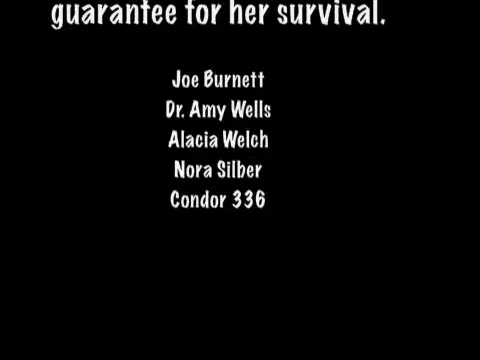 guarantee for her survival.
Joe Burnett
Dr. Amy Wells
Alacia Welch
Nora Silber
Condor 336